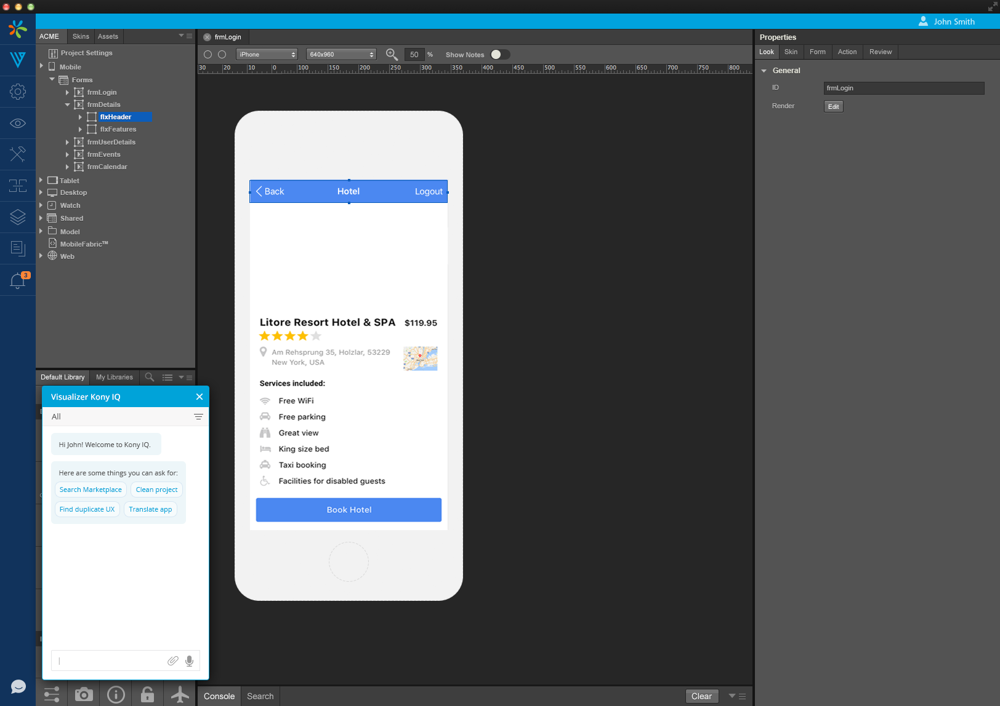 John Smith
ACME Skins Assets
Project Settings
Mobile
Forms
frmLogin
frmDetails
flxHeader
flxFeatures
frmUserDetails
frmEvents
frmCalendar
Tablet
Desktop
Watch
Shared
Model
MobileFabric™
Web
3
frmLogin
iPhone 640x960 50 % Show Notes
30 20 10 0 100 150 200 250 300 350 400 450 500 550 600 650 700 750 800
Back Hotel Logout
Litore Resort Hotel & SPA $119.95
Am Rehsprung 35, Holzlar, 53229
New York, USA
Services included:
Free WiFi
Free parking
Great view
King size bed
Taxi booking
Facilities for disabled guests
Book Hotel
Properties
Look Skin Form Action Review
General
ID frmLogin
Render Edit
Default Library My Libraries
Visualizer Kony IQ
All
Hi John! Welcome to Kony IQ.
Here are some things you can ask for:
Search Marketplace Clean project
Find duplicate UX Translate app
Console Search Clear